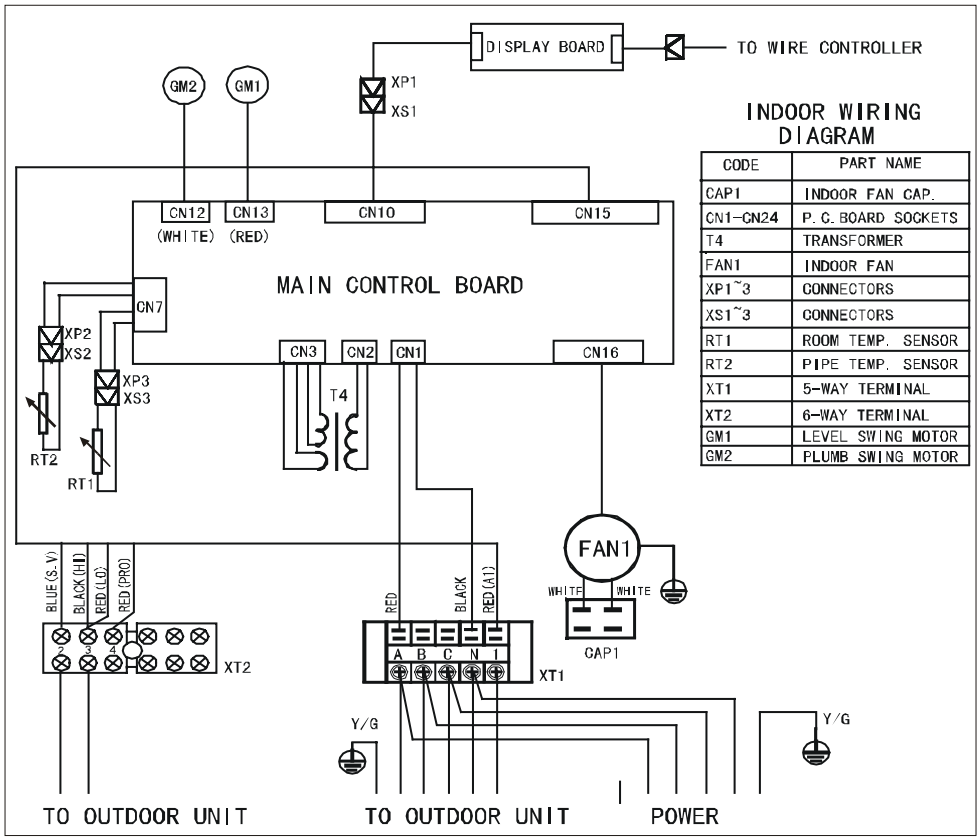 DISPLAY BOARD
TO WIRE CONTROLLER
GM2
GM1
XP1
XS1
INDOOR WIRING
DIAGRAM
CODE PART NAME
CAP1 INDOOR FAN CAP.
CN1-CN24 P.C.BOARD SOCKETS
T4 TRANSFORMER
FAN1 INDOOR FAN
XP1~3 CONNECTORS
XS1~3 CONNECTORS
RT1 ROOM TEMP. SENSOR
RT2 PIPE TEMP. SENSOR
XT1 5-WAY TERMINAL
XT2 6-WAY TERMINAL
GM1 LEVEL SWING MOTOR
GM2 PLUMB SWING MOTOR
CN12
CN13
CN10
CN15
(WHITE)
(RED)
MAIN CONTROL BOARD
CN7
XP2
XS2
CN3
CN2
CN1
CN16
XP3
XS3
T4
RT2
RT1
FAN1
BLUE(S.V)
BLACK(HI)
RED(LO)
RED(PRO)
RED
BLACK
RED(A1)
WHITE
WHITE
CAP1
2
3
4
XT2
A
B
C
N
1
XT1
Y/G
Y/G
TO OUTDOOR UNIT
TO OUTDOOR UNIT
POWER